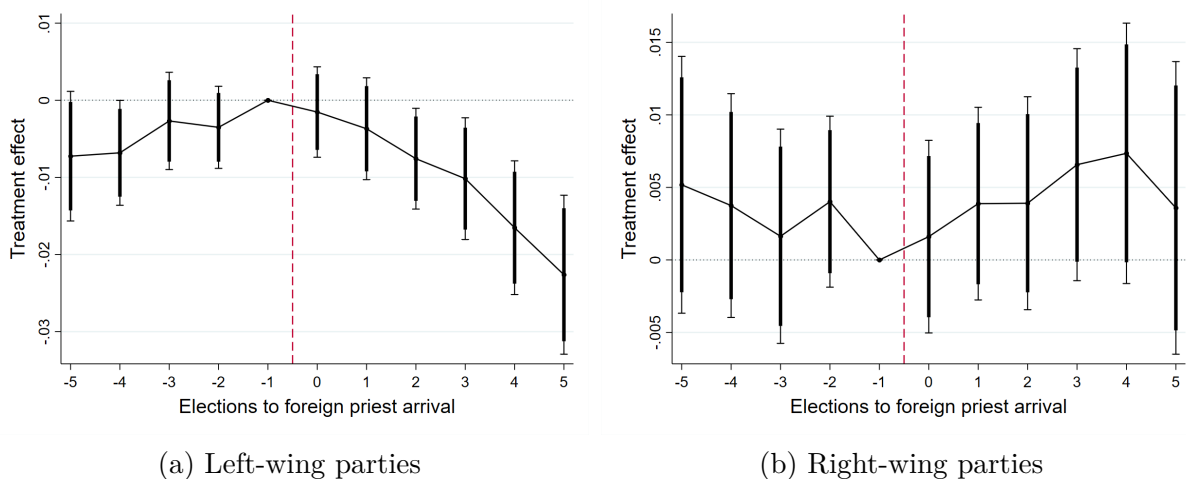 .01
0
-.01
-.02
-.03
Treatment effect
-5 -4 -3 -2 -1 0 1 2 3 4 5
Elections to foreign priest arrival
(a) Left-wing parties
.015
.01
.005
0
-.005
Treatment effect
-5 -4 -3 -2 -1 0 1 2 3 4 5
Elections to foreign priest arrival
(b) Right-wing parties